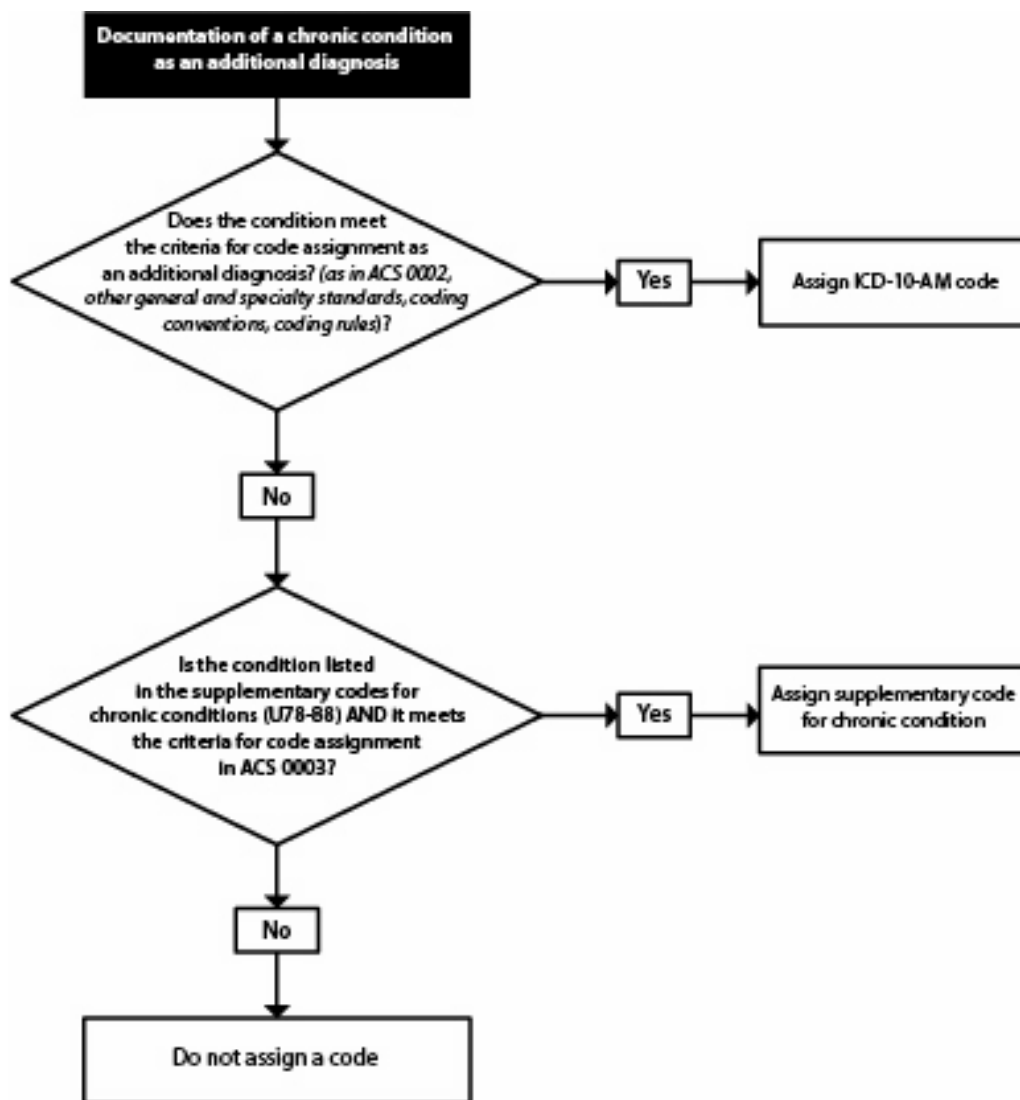 Documentation of a chronic condition
as an additional diagnosis
Does the condition meet
the criteria for code assignment as
an additional diagnosis? (as in ACS 0002,
other general and specialty standards, coding
conventions, coding rules)?
Yes
Assign ICD-10-AM code
No
Is the condition listed
in the supplementary codes for
chronic conditions (U78-88) AND it meets
the criteria for code assignment
in ACS 0003?
Yes
Assign supplementary code
for chronic condition
No
Do not assign a code